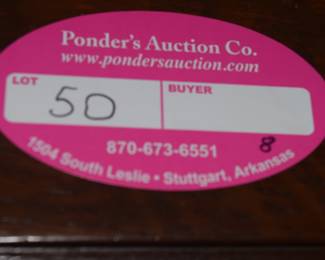 Ponder's Auction Co.
www.pondersauction.com
LOT
BUYER
50
870-673-6551
8
1504 South Leslie • Stuttgart, Arkansas